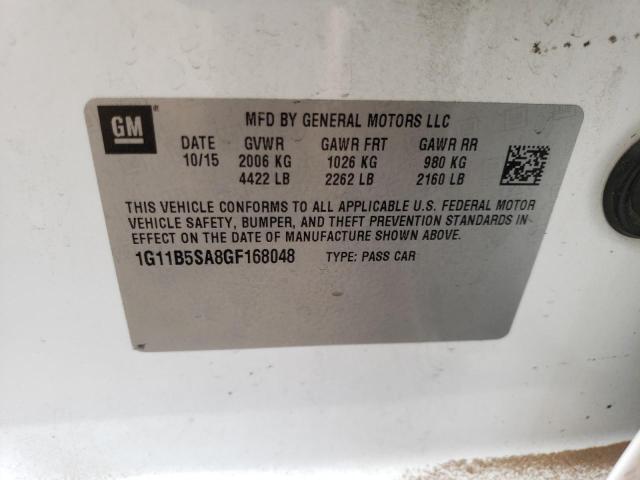 GM
MFD BY GENERAL MOTORS LLC
DATE GVWR GAWR FRT GAWR RR
10/15 2006 KG 1026 KG 980 KG
4422 LB 2262 LB 2160 LB
THIS VEHICLE CONFORMS TO ALL APPLICABLE U.S. FEDERAL MOTOR
VEHICLE SAFETY, BUMPER, AND THEFT PREVENTION STANDARDS IN
EFFECT ON THE DATE OF MANUFACTURE SHOWN ABOVE.
1G11B5SA8GF168048 TYPE: PASS CAR